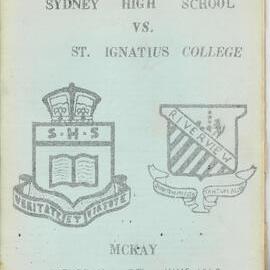 SYDNEY HIGH SCHOOL
VS.
ST. IGNATIUS COLLEGE
S·H·S
VERITATE ET VIRTUTE
RIVERVIEW
MCKAY